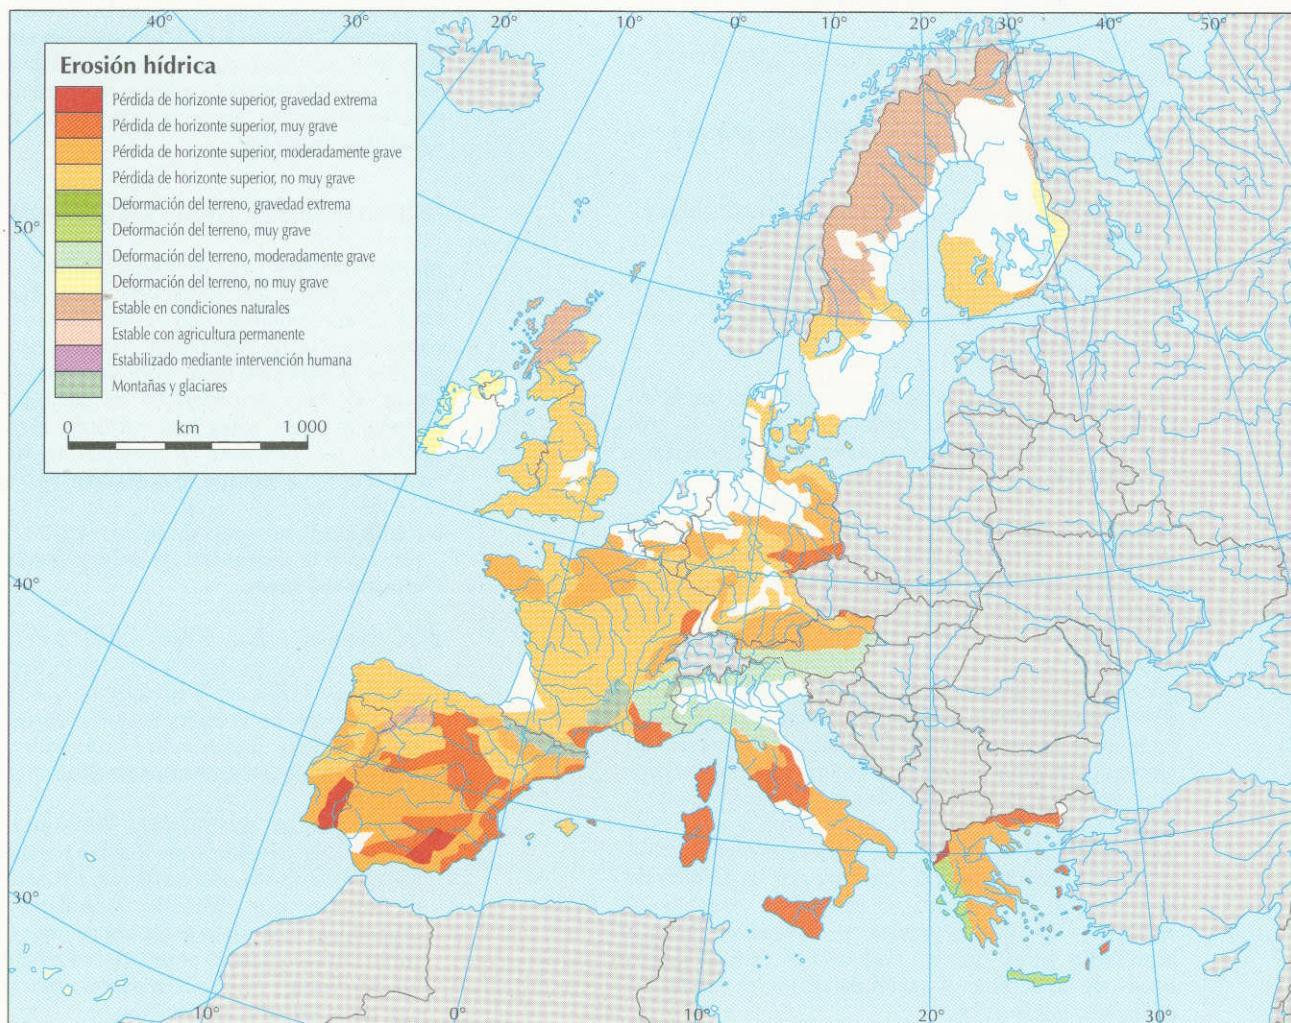 40° 30° 20° 10° 0° 10° 20° 30° 40° 50°
Erosión hídrica
Pérdida de horizonte superior, gravedad extrema
Pérdida de horizonte superior, muy grave
Pérdida de horizonte superior, moderadamente grave
Pérdida de horizonte superior, no muy grave
Deformación del terreno, gravedad extrema
Deformación del terreno, muy grave
Deformación del terreno, moderadamente grave
Deformación del terreno, no muy grave
Estable en condiciones naturales
Estable con agricultura permanente
Estabilizado mediante intervención humana
Montañas y glaciares
0 km 1 000
50°
40°
30°
10° 0° 10° 20° 30°